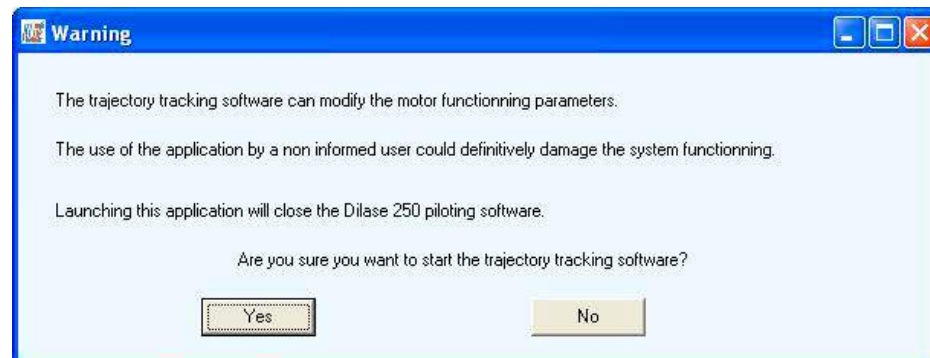 Warning
The trajectory tracking software can modify the motor functionning parameters.
The use of the application by a non informed user could definitively damage the system functionning.
Launching this application will close the Dilase 250 piloting software.
Are you sure you want to start the trajectory tracking software?
Yes No